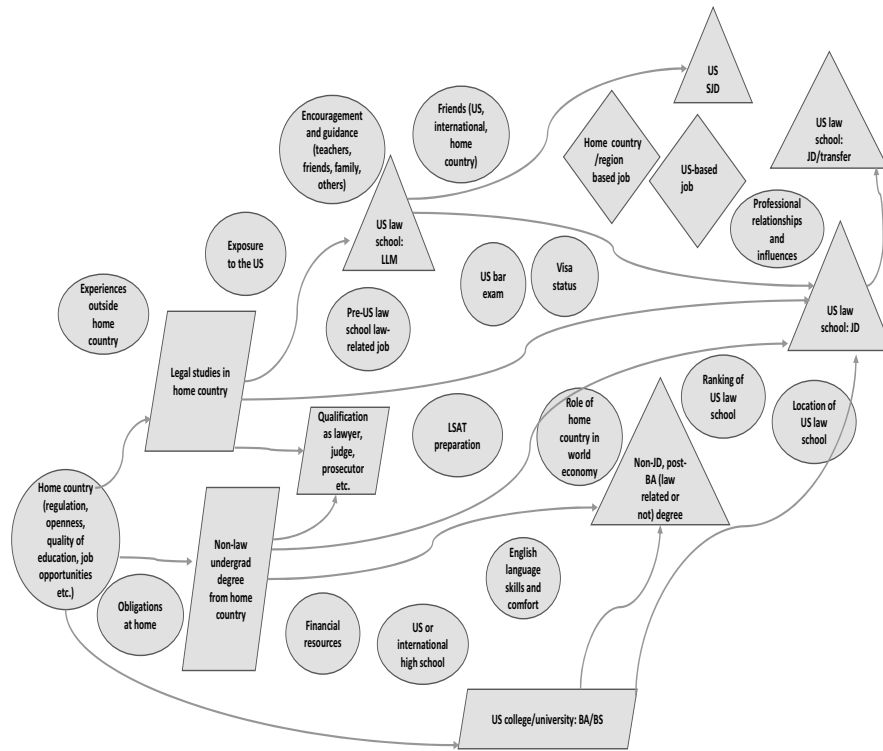 US
SJD
US law
school:
JD/transfer
Encouragement
and guidance
(teachers,
friends, family,
others)
Friends (US,
international,
home
country)
Home country
/region
based job
US-based
job
Professional
relationships
and
influences
Exposure
to the US
US law
school:
LLM
US bar
exam
Visa
status
Experiences
outside
home
country
Pre-US law
school law-
related job
US law
school: JD
Legal studies in
home country
Qualification
as lawyer,
judge,
prosecutor
etc.
LSAT
preparation
Role of
home
country in
world
economy
Ranking of
US law
school
Location of
US law
school
Non-JD, post-
BA (law
related or
not) degree
Home country
(regulation,
openness,
quality of
education, job
opportunities
etc.)
Non-law
undergrad
degree
from home
country
English
language
skills and
comfort
Obligations
at home
Financial
resources
US or
international
high school
US college/university: BA/BS